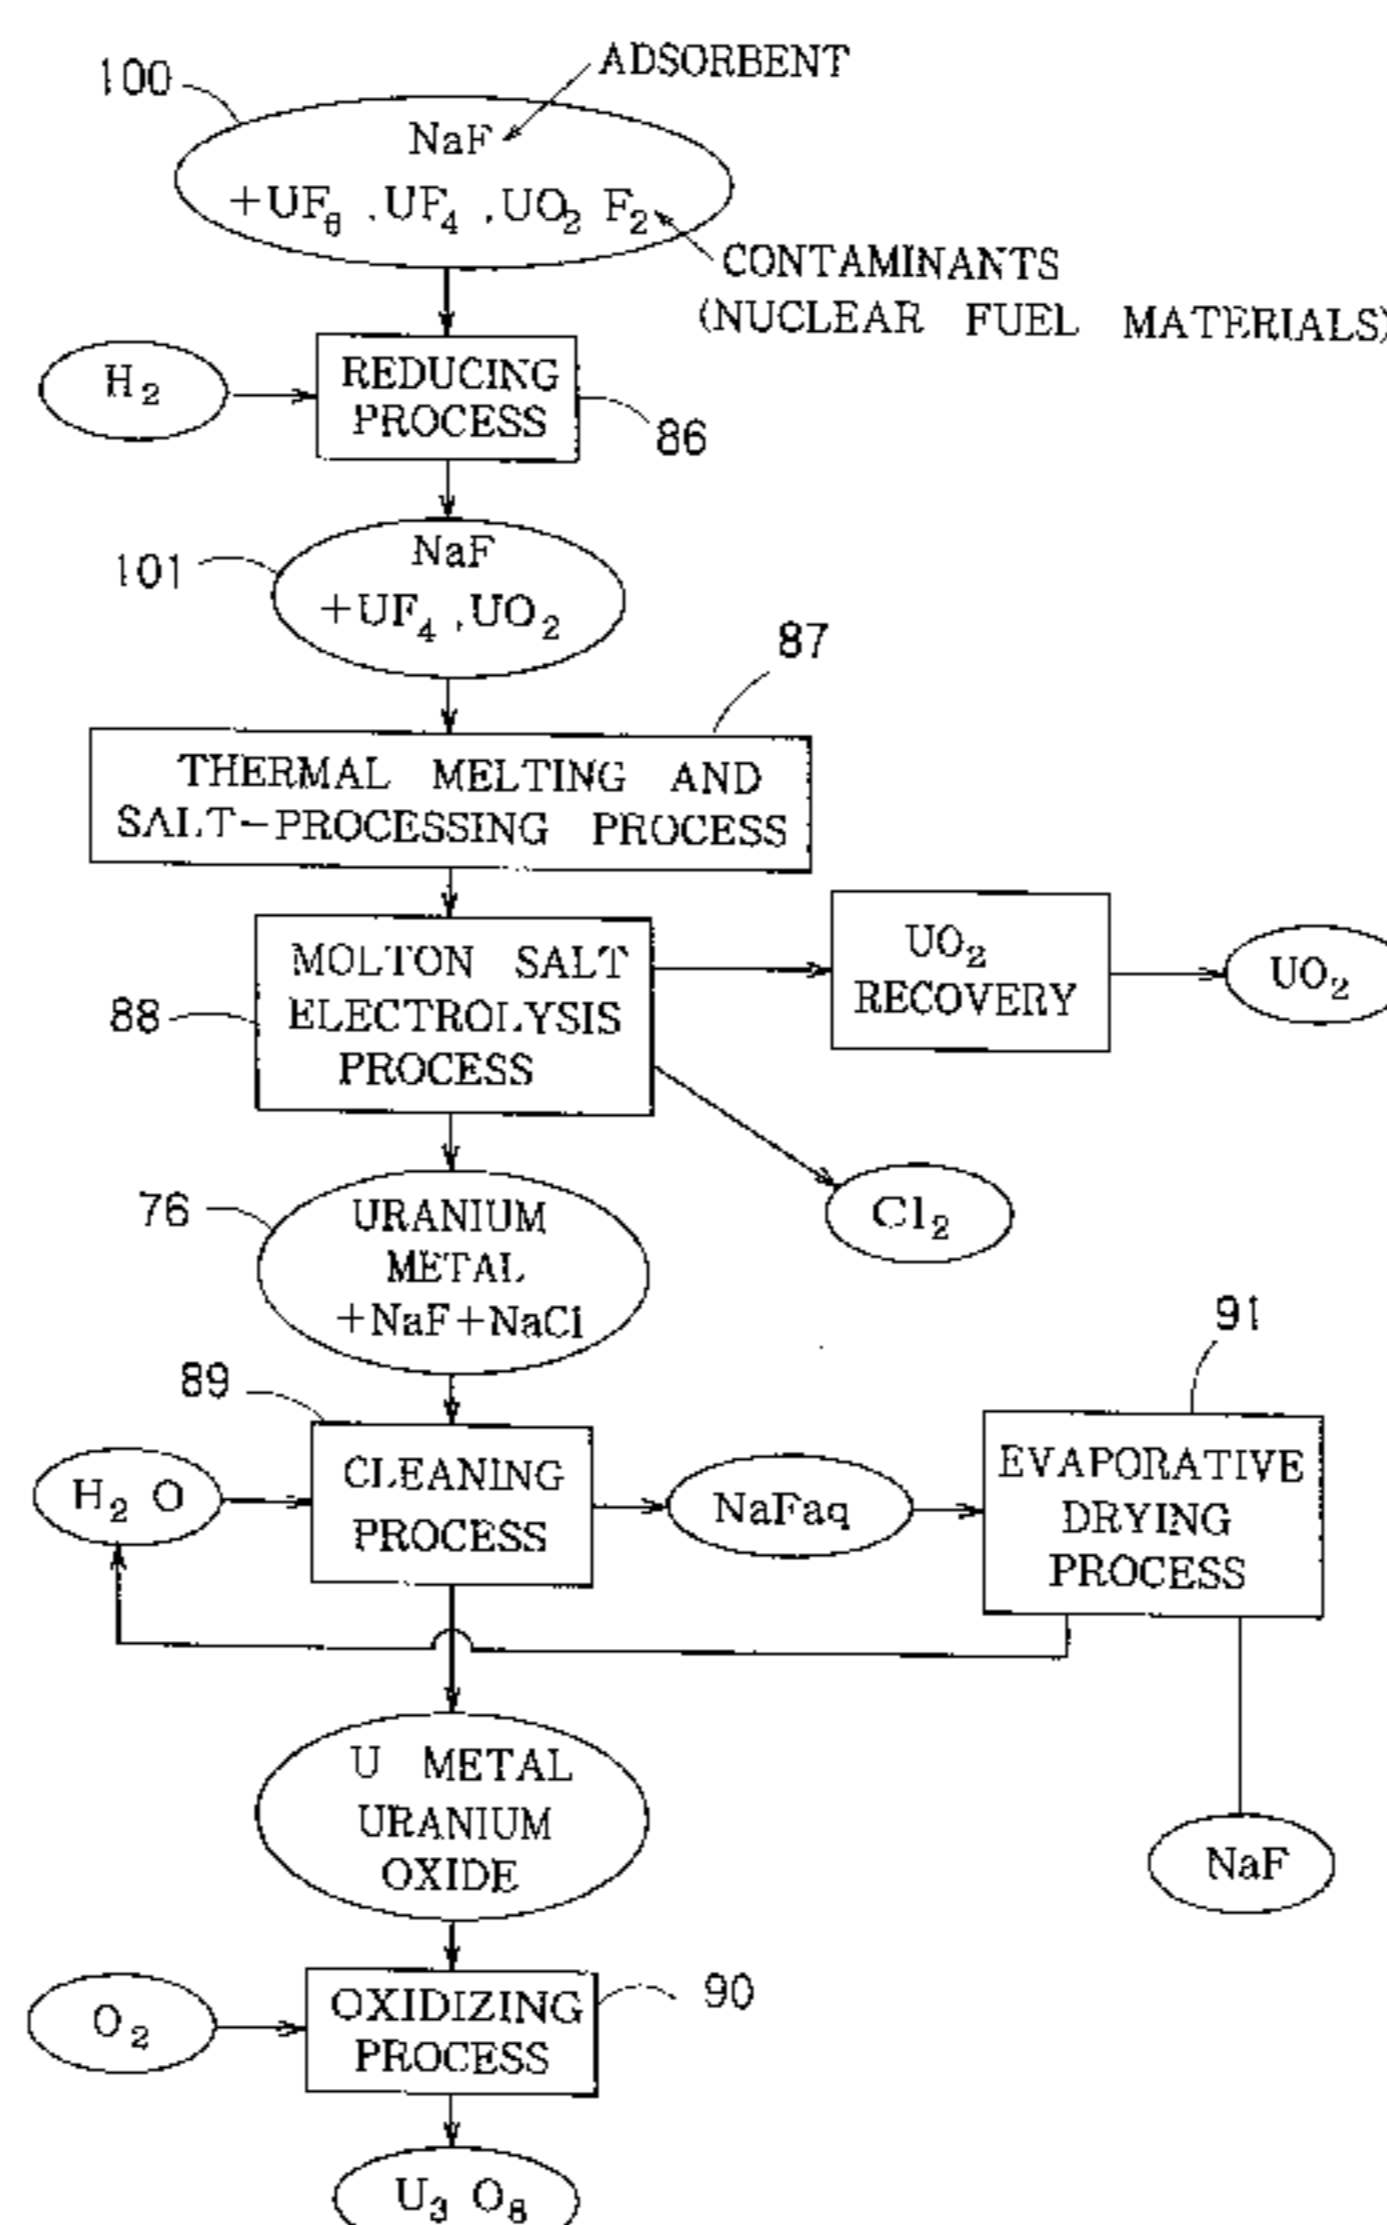 100
ADSORBENT
NaF
+UF₆ ,UF₄ ,UO₂ F₂
CONTAMINANTS
(NUCLEAR FUEL MATERIALS)
H₂
REDUCING
PROCESS
86
101
NaF
+UF₄ ,UO₂
87
THERMAL MELTING AND
SALT-PROCESSING PROCESS
MOLTON SALT
ELECTROLYSIS
PROCESS
88
UO₂
RECOVERY
UO₂
Cl₂
76
URANIUM
METAL
+NaF+NaCl
89
91
H₂ O
CLEANING
PROCESS
NaFaq
EVAPORATIVE
DRYING
PROCESS
U METAL
URANIUM
OXIDE
NaF
O₂
OXIDIZING
PROCESS
90
U₃ O₈